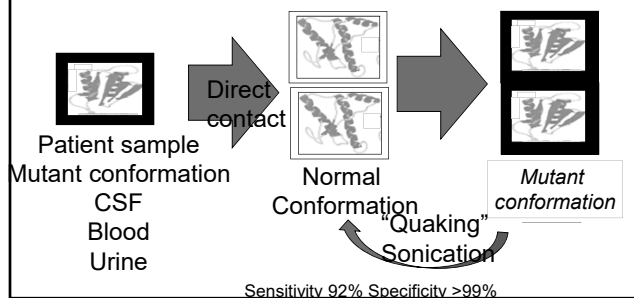 Direct
contact
Patient sample
Mutant conformation
CSF
Blood
Urine
Normal
Conformation
Mutant
conformation
“Quaking”
Sonication
Sensitivity 92% Specificity >99%